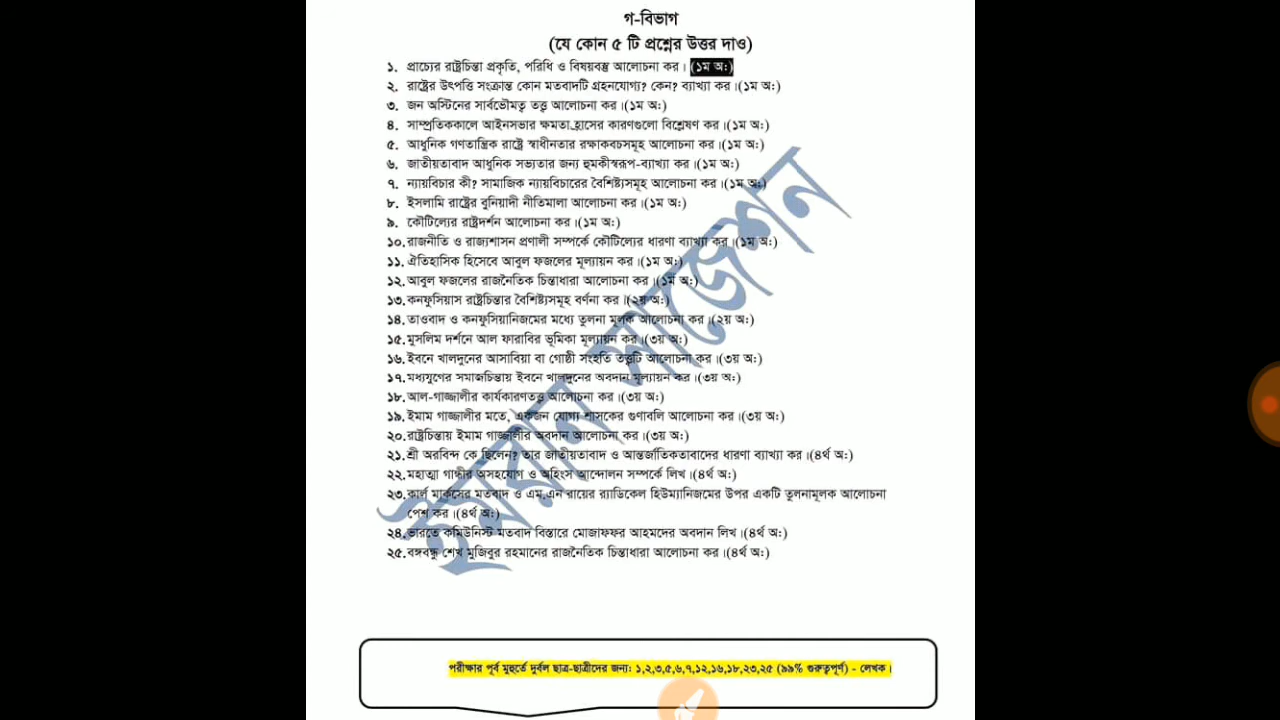 গ-বিভাগ
(যে কোন ৫ টি প্রশ্নের উত্তর দাও)
১. প্রাচ্যের রাষ্ট্রচিন্তা প্রকৃতি, পরিধি ও বিষয়বস্তু আলোচনা কর। (১ম অ:)
২. রাষ্ট্রের উৎপত্তি সংক্রান্ত কোন মতবাদটি গ্রহনযোগ্য? কেন? ব্যাখ্যা কর।(১ম অ:)
৩. জন অস্টিনের সার্বভৌমত্ব তত্ত্ব আলোচনা কর।(১ম অ:)
৪. সাম্প্রতিককালে আইনসভার ক্ষমতা হ্রাসের কারণগুলো বিশ্লেষণ কর।(১ম অ:)
৫. আধুনিক গণতান্ত্রিক রাষ্ট্রে স্বাধীনতার রক্ষাকবচসমূহ আলোচনা কর।(১ম অ:)
৬. জাতীয়তাবাদ আধুনিক সভ্যতার জন্য হুমকীস্বরূপ-ব্যাখ্যা কর।(১ম অ:)
৭. ন্যায়বিচার কী? সামাজিক ন্যায়বিচারের বৈশিষ্ট্যসমূহ আলোচনা কর।(১ম অ:)
৮. ইসলামি রাষ্ট্রের বুনিয়াদী নীতিমালা আলোচনা কর।(১ম অ:)
৯. কৌটিল্যের রাষ্ট্রদর্শন আলোচনা কর।(১ম অ:)
১০. রাজনীতি ও রাজ্যশাসন প্রণালী সম্পর্কে কৌটিল্যের ধারণা ব্যাখ্যা কর।(১ম অ:)
১১. ঐতিহাসিক হিসেবে আবুল ফজলের মূল্যায়ন কর।(১ম অ:)
১২. আবুল ফজলের রাজনৈতিক চিন্তাধারা আলোচনা কর।(১ম অ:)
১৩. কনফুসিয়াস রাষ্ট্রচিন্তার বৈশিষ্ট্যসমূহ বর্ণনা কর।(২য় অ:)
১৪. তাওবাদ ও কনফুসিয়ানিজমের মধ্যে তুলনা মূলক আলোচনা কর।(২য় অ:)
১৫. মুসলিম দর্শনে আল ফারাবির ভূমিকা মূল্যায়ন কর।(৩য় অ:)
১৬. ইবনে খালদুনের আসাবিয়া বা গোষ্ঠী সংহতি তত্ত্বটি আলোচনা কর।(৩য় অ:)
১৭. মধ্যযুগের সমাজচিন্তায় ইবনে খালদুনের অবদান মূল্যায়ন কর।(৩য় অ:)
১৮. আল-গাজ্জালীর কার্যকারণতত্ত্ব আলোচনা কর।(৩য় অ:)
১৯. ইমাম গাজ্জালীর মতে, একজন যোগ্য শাসকের গুণাবলি আলোচনা কর।(৩য় অ:)
২০. রাষ্ট্রচিন্তায় ইমাম গাজ্জালীর অবদান আলোচনা কর।(৩য় অ:)
২১. শ্রী অরবিন্দ কে ছিলেন? তার জাতীয়তাবাদ ও আন্তর্জাতিকতাবাদের ধারণা ব্যাখ্যা কর।(৪র্থ অ:)
২২. মহাত্মা গান্ধীর অসহযোগ ও অহিংস আন্দোলন সম্পর্কে লিখ।(৪র্থ অ:)
২৩. কার্ল মার্কসের মতবাদ ও এম.এন রায়ের র‍্যাডিকেল হিউম্যানিজমের উপর একটি তুলনামূলক আলোচনা
পেশ কর।(৪র্থ অ:)
২৪. ভারতে কমিউনিস্ট মতবাদ বিস্তারে মোজাফফর আহমদের অবদান লিখ।(৪র্থ অ:)
২৫. বঙ্গবন্ধু শেখ মুজিবুর রহমানের রাজনৈতিক চিন্তাধারা আলোচনা কর।(৪র্থ অ:)
ইমরান সাজেশন
পরীক্ষার পূর্ব মুহুর্তে দুর্বল ছাত্র-ছাত্রীদের জন্য: ১,২,৩,৫,৬,৭,১২,১৬,১৮,২৩,২৫ (৯৯% গুরুত্বপূর্ণ) - লেখক।